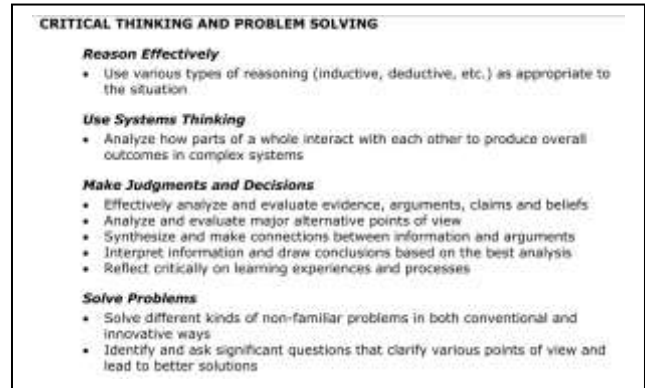 CRITICAL THINKING AND PROBLEM SOLVING
Reason Effectively
• Use various types of reasoning (inductive, deductive, etc.) as appropriate to
the situation
Use Systems Thinking
• Analyze how parts of a whole interact with each other to produce overall
outcomes in complex systems
Make Judgments and Decisions
• Effectively analyze and evaluate evidence, arguments, claims and beliefs
• Analyze and evaluate major alternative points of view
• Synthesize and make connections between information and arguments
• Interpret information and draw conclusions based on the best analysis
• Reflect critically on learning experiences and processes
Solve Problems
• Solve different kinds of non-familiar problems in both conventional and
innovative ways
• Identify and ask significant questions that clarify various points of view and
lead to better solutions